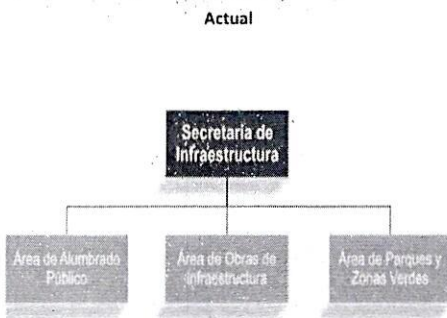 Actual
Secretaria de
Infraestructura
Área de Alumbrado
Público
Área de Obras de
Infraestructura
Área de Parques y
Zonas Verdes